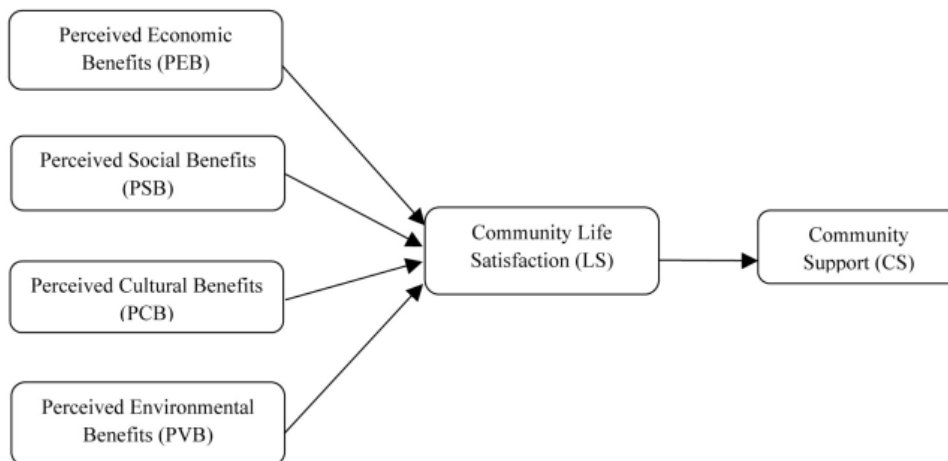 Perceived Economic
Benefits (PEB)
Perceived Social Benefits
(PSB)
Perceived Cultural Benefits
(PCB)
Perceived Environmental
Benefits (PVB)
Community Life
Satisfaction (LS)
Community
Support (CS)